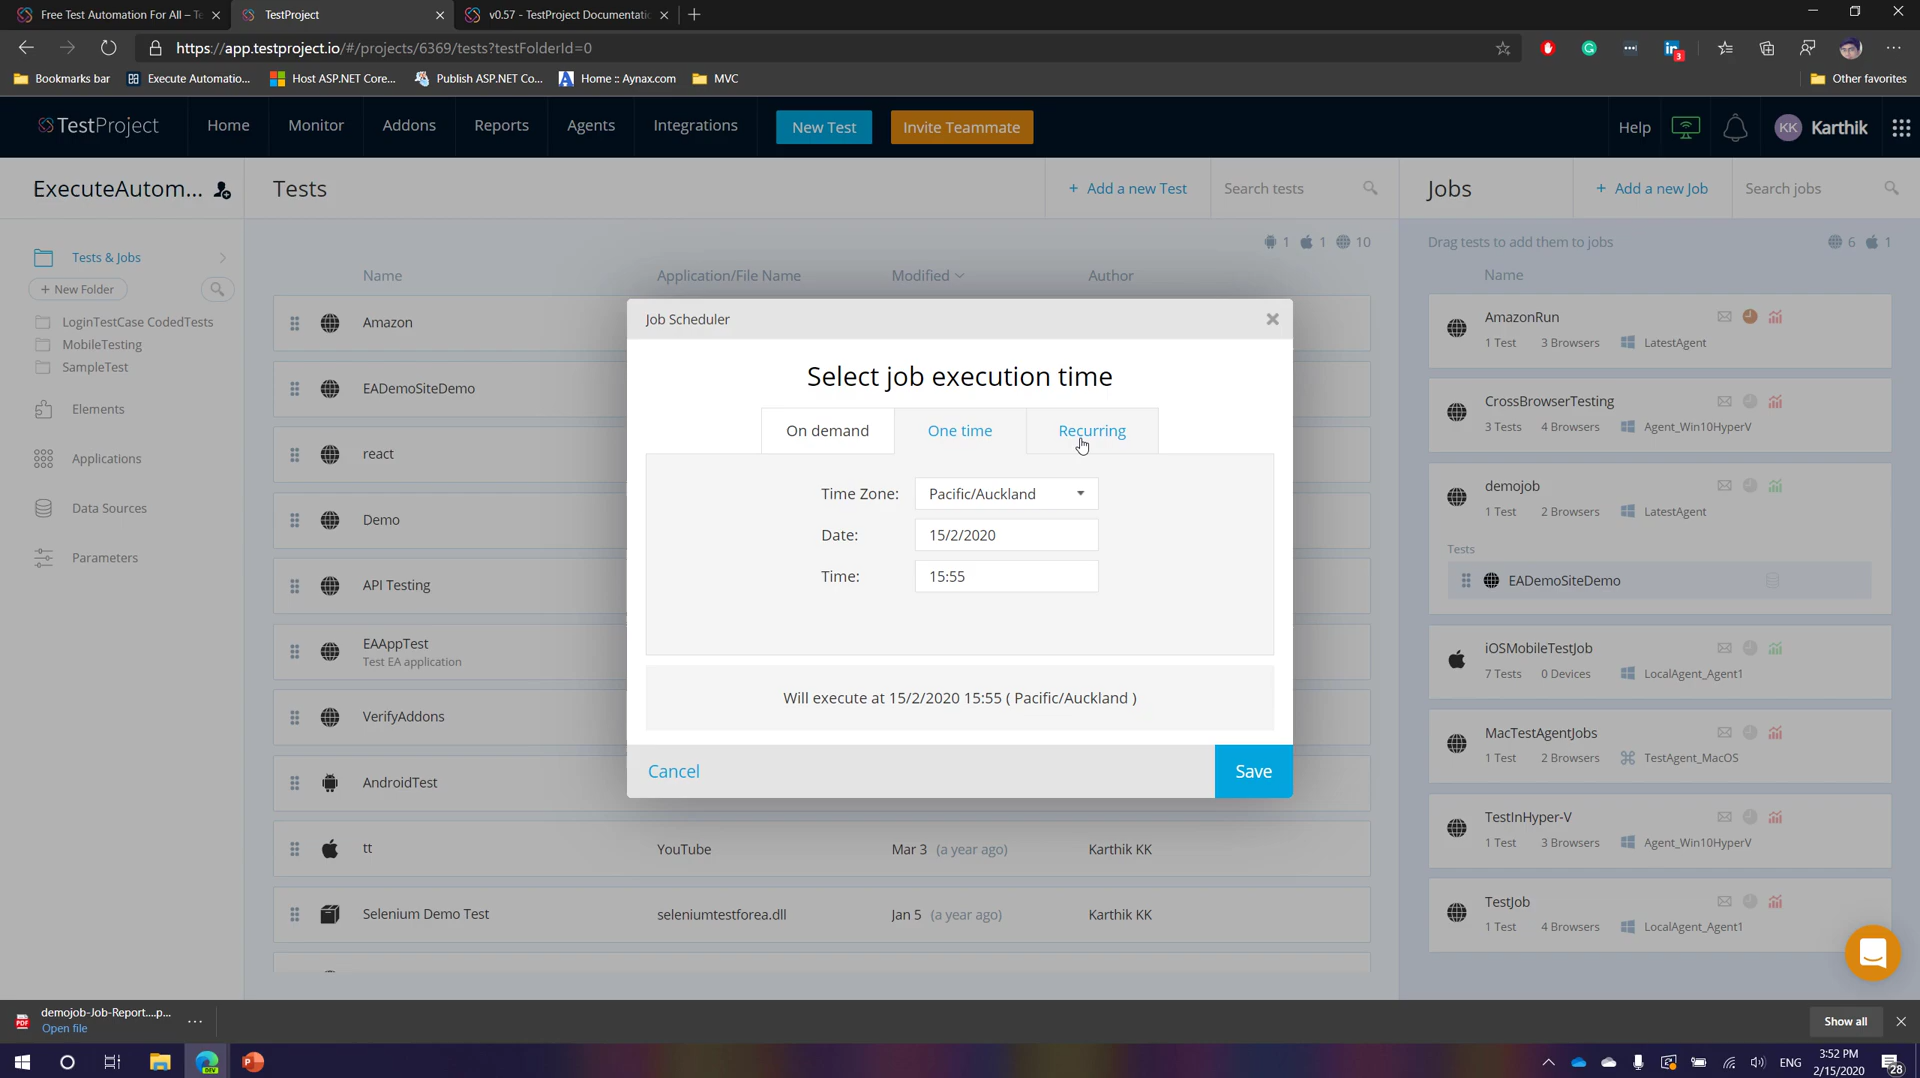 Free Test Automation For All – Te
TestProject
v0.57 - TestProject Documentatio
https://app.testproject.io/#/projects/6369/tests?testFolderId=0
3
Bookmarks bar
Execute Automatio...
Host ASP.NET Core...
Publish ASP.NET Co...
Home :: Aynax.com
MVC
Other favorites
TestProject
Home
Monitor
Addons
Reports
Agents
Integrations
New Test
Invite Teammate
Help
KK
Karthik
ExecuteAutom...
Tests
+ Add a new Test
Search tests
Jobs
+ Add a new Job
Search jobs
Tests & Jobs
+ New Folder
LoginTestCase CodedTests
MobileTesting
SampleTest
Elements
Applications
Data Sources
Parameters
1 1 10
Name
Application/File Name
Modified
Author
Amazon
EADemoSiteDemo
react
Demo
API Testing
EAAppTest
Test EA application
VerifyAddons
AndroidTest
tt
YouTube
Mar 3 (a year ago)
Karthik KK
Selenium Demo Test
seleniumtestforea.dll
Jan 5 (a year ago)
Karthik KK
Job Scheduler
Select job execution time
On demand
One time
Recurring
Time Zone:
Pacific/Auckland
Date:
15/2/2020
Time:
15:55
Will execute at 15/2/2020 15:55 ( Pacific/Auckland )
Cancel
Save
Drag tests to add them to jobs
6 1
Name
AmazonRun
1 Test 3 Browsers LatestAgent
CrossBrowserTesting
3 Tests 4 Browsers Agent_Win10HyperV
demojob
1 Test 2 Browsers LatestAgent
Tests
EADemoSiteDemo
iOSMobileTestJob
7 Tests 0 Devices LocalAgent_Agent1
MacTestAgentJobs
1 Test 2 Browsers TestAgent_MacOS
TestInHyper-V
1 Test 3 Browsers Agent_Win10HyperV
TestJob
1 Test 4 Browsers LocalAgent_Agent1
PDF
demojob-Job-Report....p...
Open file
Show all
DEV
ENG
3:52 PM
2/15/2020
28